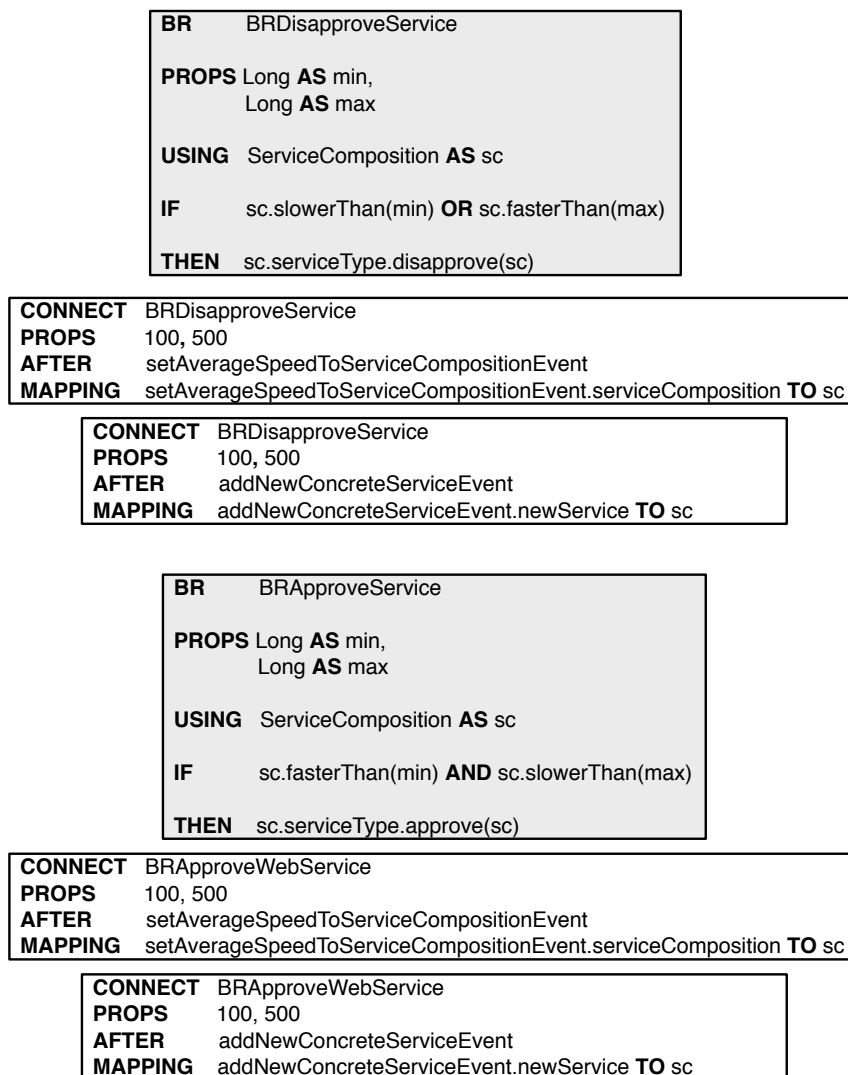 BR BRDisapproveService
PROPS Long AS min,
Long AS max
USING ServiceComposition AS sc
IF sc.slowerThan(min) OR sc.fasterThan(max)
THEN sc.serviceType.disapprove(sc)
CONNECT BRDisapproveService
PROPS 100, 500
AFTER setAverageSpeedToServiceCompositionEvent
MAPPING setAverageSpeedToServiceCompositionEvent.serviceComposition TO sc
CONNECT BRDisapproveService
PROPS 100, 500
AFTER addNewConcreteServiceEvent
MAPPING addNewConcreteServiceEvent.newService TO sc
BR BRApproveService
PROPS Long AS min,
Long AS max
USING ServiceComposition AS sc
IF sc.fasterThan(min) AND sc.slowerThan(max)
THEN sc.serviceType.approve(sc)
CONNECT BRApproveWebService
PROPS 100, 500
AFTER setAverageSpeedToServiceCompositionEvent
MAPPING setAverageSpeedToServiceCompositionEvent.serviceComposition TO sc
CONNECT BRApproveWebService
PROPS 100, 500
AFTER addNewConcreteServiceEvent
MAPPING addNewConcreteServiceEvent.newService TO sc